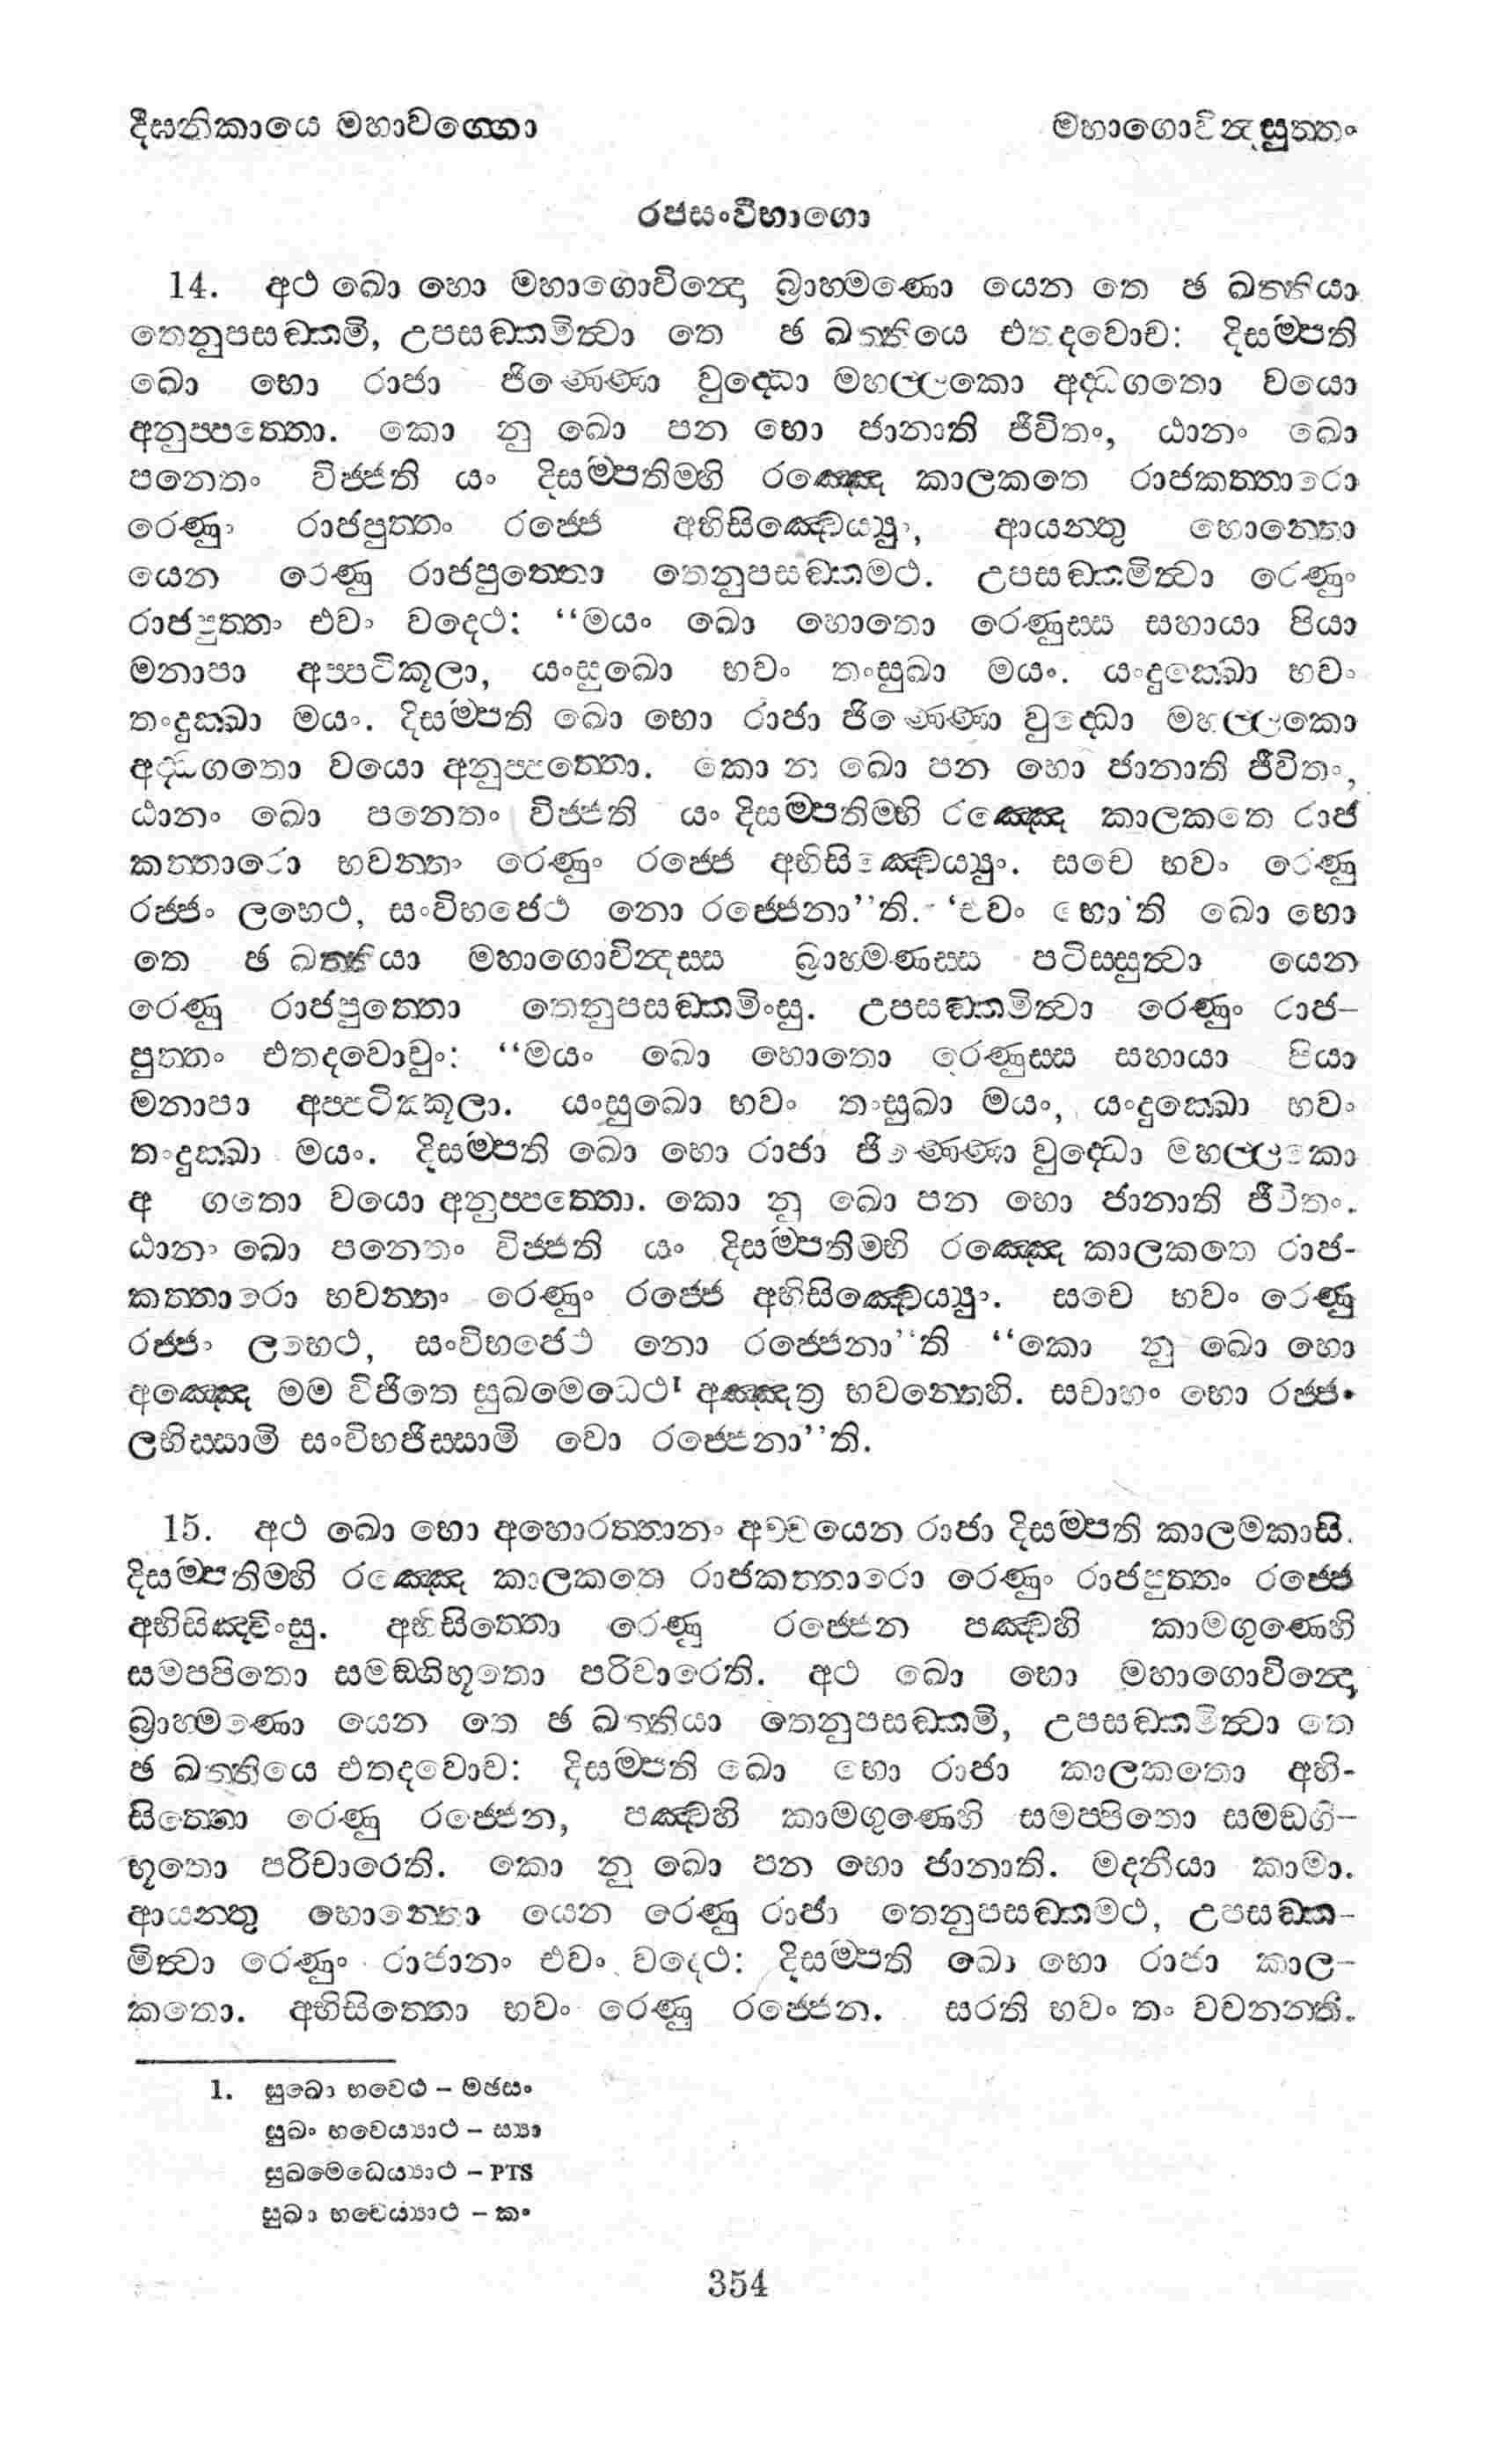 දීඝනිකායෙ මහාවග්ගො
මහාගොවින්දසුත්තං
රජ්ජසංවිභාගො
14. අථ ඛො භො මහාගොවින්දො බ්‍රාහ්මණො යෙන තෙ ඡ ඛත්තියා
තෙනුපසඞ්කමි, උපසඞ්කමිත්වා තෙ ඡ ඛත්තියෙ එතදවොච: දිසම්පති
ඛො භො රාජා ජිණ්ණො වුද්ධො මහල්ලකො අද්ධගතො වයො
අනුප්පත්තො. කො නු ඛො පන භො ජානාති ජීවිතං, ඨානං ඛො
පනෙතං විජ්ජති යං දිසම්පතිම්හි රඤ්ඤෙ කාලකතෙ රාජකත්තාරො
රෙණුං රාජපුත්තං රජ්ජෙ අභිසිඤ්චෙය්‍යුං, ආයන්තු භොන්තො
යෙන රෙණු රාජපුත්තො තෙනුපසඞ්කමථ. උපසඞ්කමිත්වා රෙණුං
රාජපුත්තං එවං වදෙථ: “මයං ඛො භොතො රෙණුස්ස සහායා පියා
මනාපා අප්පටිකූලා, යංසුඛො භවං තංසුඛා මයං. යංදුක්ඛො භවං
තංදුක්ඛා මයං. දිසම්පති ඛො භො රාජා ජිණ්ණො වුද්ධො මහල්ලකො
අද්ධගතො වයො අනුප්පත්තො. කො න ඛො පන භො ජානාති ජීවිතං,
ඨානං ඛො පනෙතං විජ්ජති යං දිසම්පතිම්හි රඤ්ඤෙ කාලකතෙ රාජ
කත්තාරො භවන්තං රෙණුං රජ්ජෙ අභිසිඤ්චෙය්‍යුං. සචෙ භවං රෙණු
රජ්ජං ලභෙථ, සංවිභජෙථ නො රජ්ජෙනා”ති. ‘එවං භො’ති ඛො භො
තෙ ඡ ඛත්තියා මහාගොවින්දස්ස බ්‍රාහ්මණස්ස පටිස්සුත්වා යෙන
රෙණු රාජපුත්තො තෙනුපසඞ්කමිංසු. උපසඞ්කමිත්වා රෙණුං රාජ-
පුත්තං එතදවොචුං: “මයං ඛො භොතො රෙණුස්ස සහායා පියා
මනාපා අප්පටික්කූලා. යංසුඛො භවං තංසුඛා මයං, යංදුක්ඛො භවං
තංදුක්ඛා මයං. දිසම්පති ඛො භො රාජා ජිණ්ණො වුද්ධො මහල්ලකො
අ ගතො වයො අනුප්පත්තො. කො නු ඛො පන භො ජානාති ජීවිතං.
ඨානං ඛො පනෙතං විජ්ජති යං දිසම්පතිම්හි රඤ්ඤෙ කාලකතෙ රාජ-
කත්තාරො භවන්තං රෙණුං රජ්ජෙ අභිසිඤ්චෙය්‍යුං. සචෙ භවං රෙණු
රජ්ජං ලභෙථ, සංවිභජෙථ නො රජ්ජෙනා”ති “කො නු ඛො භො
අඤ්ඤෙ මම විජිතෙ සුඛමෙධෙථ¹ අඤ්ඤත්‍ර භවන්තෙහි. සචාහං භො රජ්ජං
ලභිස්සාමි සංවිභජිස්සාමි වො රජ්ජෙනා”ති.
15. අථ ඛො භො අහොරත්තානං අච්චයෙන රාජා දිසම්පති කාලමකාසි.
දිසම්පතිම්හි රඤ්ඤෙ කාලකතෙ රාජකත්තාරො රෙණුං රාජපුත්තං රජ්ජෙ
අභිසිඤ්චිංසු. අභිසිත්තො රෙණු රජ්ජෙන පඤ්චහි කාමගුණෙහි
සමප්පිතො සමඞ්ගිභූතො පරිචාරෙති. අථ ඛො භො මහාගොවින්දො
බ්‍රාහ්මණො යෙන තෙ ඡ ඛත්තියා තෙනුපසඞ්කමි, උපසඞ්කමිත්වා තෙ
ඡ ඛත්තියෙ එතදවොච: දිසම්පති ඛො භො රාජා කාලකතො අභි-
සිත්තො රෙණු රජ්ජෙන, පඤ්චහි කාමගුණෙහි සමප්පිතො සමඞ්ගි-
භූතො පරිචාරෙති. කො නු ඛො පන භො ජානාති. මදනීයා කාමා.
ආයන්තු භොන්තො යෙන රෙණු රාජා තෙනුපසඞ්කමථ, උපසඞ්ක-
මිත්වා රෙණුං රාජානං එවං වදෙථ: දිසම්පති ඛො භො රාජා කාල-
කතො. අභිසිත්තො භවං රෙණු රජ්ජෙන. සරති භවං තං වචනන්ති.
1. සුඛො භවෙථ – මඡසං
සුඛං භවෙය්‍යාථ – ස්‍යා
සුඛමෙධෙය්‍යාථ – PTS
සුඛා භවෙය්‍යාථ – කං
354